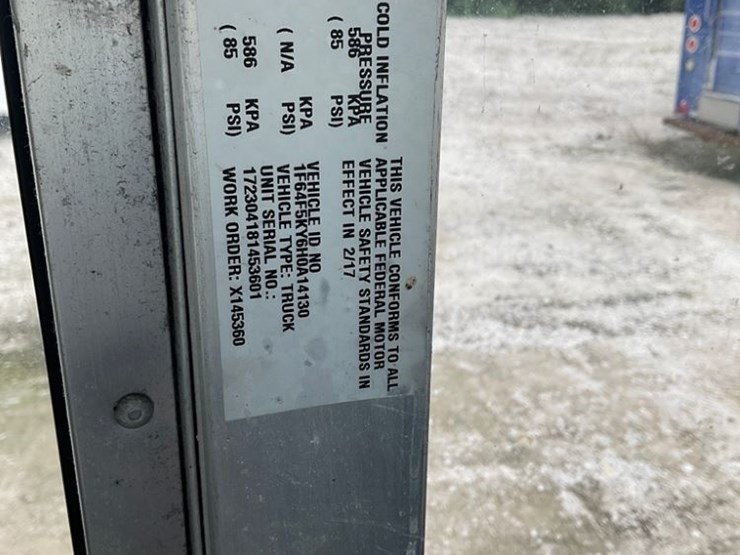 COLD INFLATION
PRESSURE
586 KPA
( 85 PSI)
KPA
( N/A PSI)
586 KPA
( 85 PSI)
THIS VEHICLE CONFORMS TO ALL
APPLICABLE FEDERAL MOTOR
VEHICLE SAFETY STANDARDS IN
EFFECT IN 2/17
VEHICLE ID NO
1F64F5KY6H0A14130
VEHICLE TYPE: TRUCK
UNIT SERIAL NO.:
172304181453601
WORK ORDER: X145360